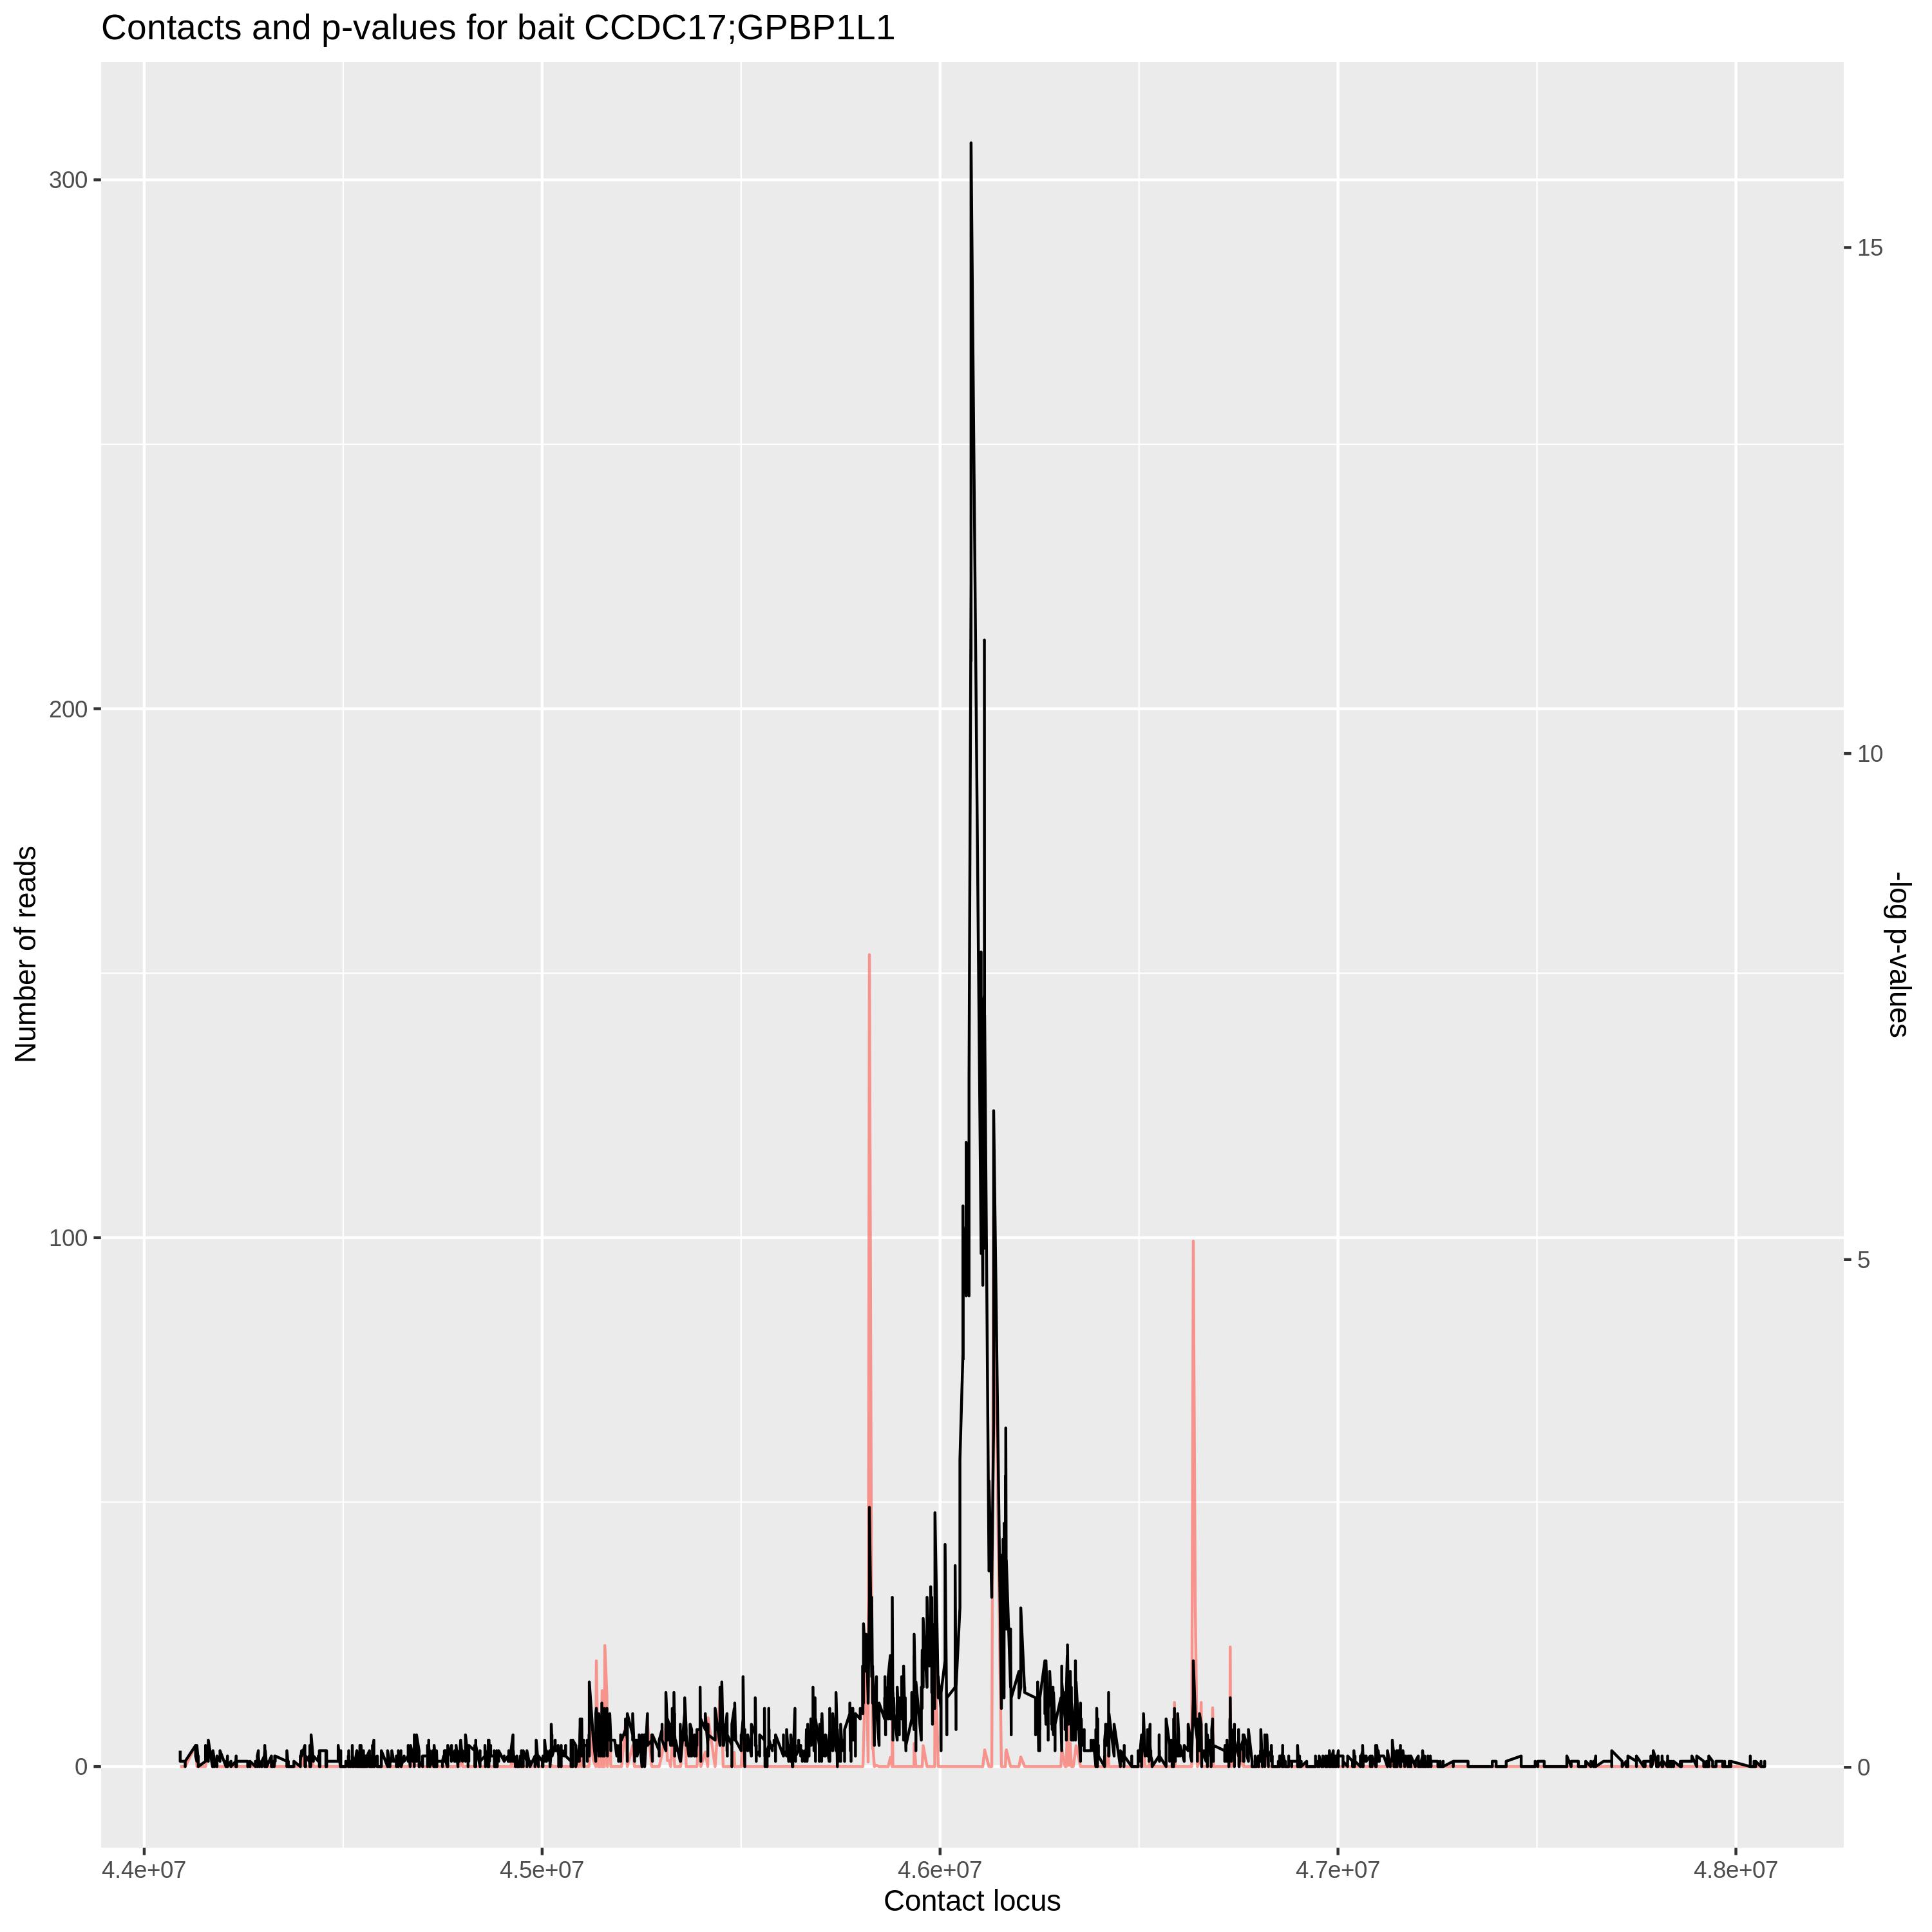 Contacts and p-values for bait CCDC17;GPBP1L1
300
200
100
0
Number of reads
15
10
5
0
-log p-values
4.4e+07 4.5e+07 4.6e+07 4.7e+07 4.8e+07
Contact locus